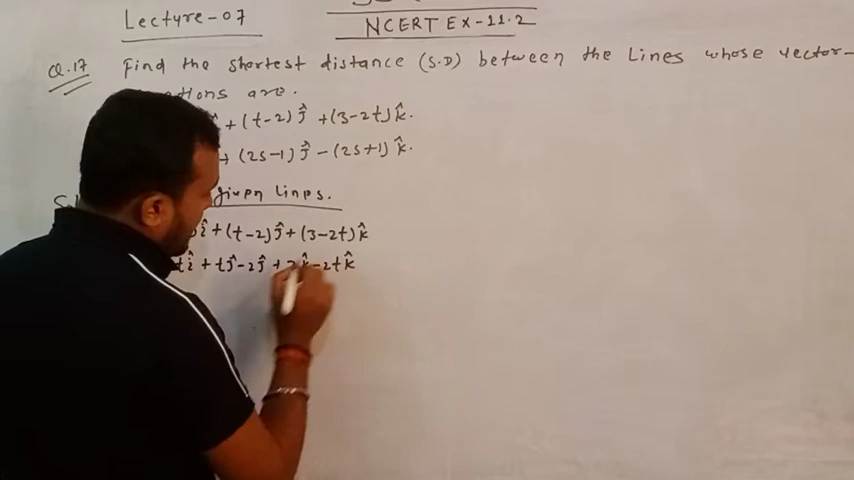 Lecture-07
NCERT EX-11.2
Q.17 Find the shortest distance (S.D) between the Lines whose vector-
are.
+(t-2) ĵ +(3-2t) k̂.
+ (2s-1) ĵ - (2s+1) k̂.
given Lines.
î + (t-2) ĵ + (3-2t) k̂
tî + tĵ - 2ĵ + 3k̂ - 2t k̂